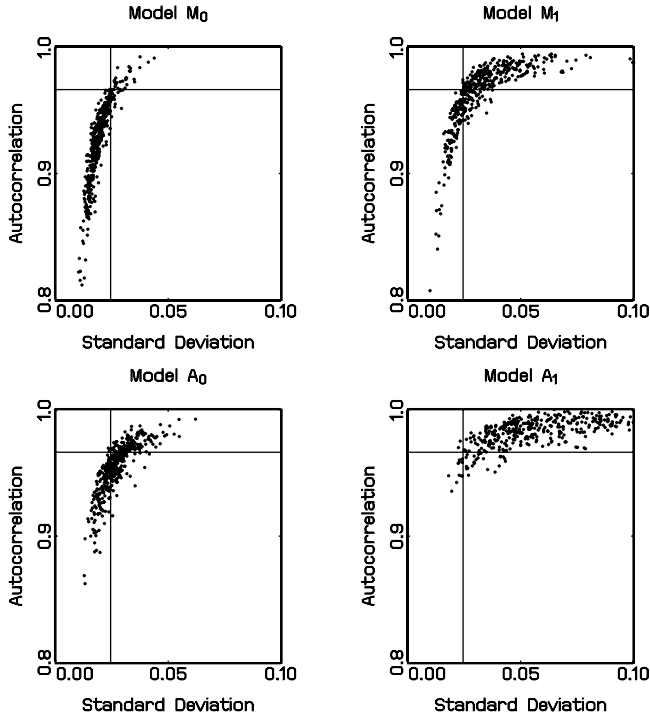 Model M₀
Model M₁
Autocorrelation
0.8 0.9 1.0
0.00 0.05 0.10
Standard Deviation
Autocorrelation
0.8 0.9 1.0
0.00 0.05 0.10
Standard Deviation
Model A₀
Model A₁
Autocorrelation
0.8 0.9 1.0
0.00 0.05 0.10
Standard Deviation
Autocorrelation
0.8 0.9 1.0
0.00 0.05 0.10
Standard Deviation